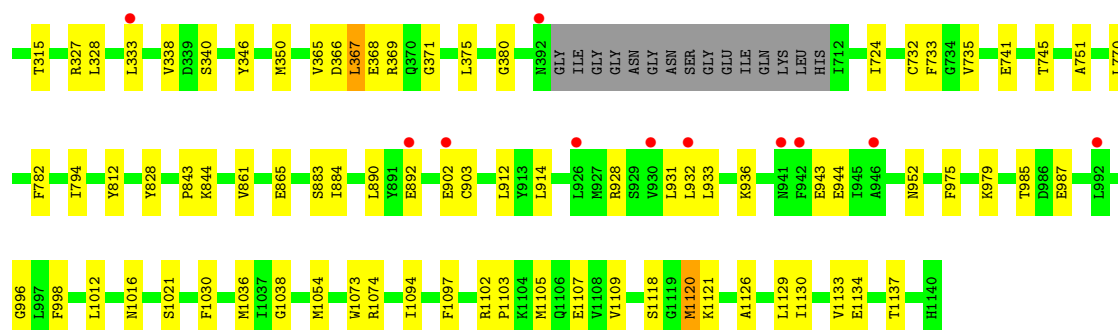 T315 R327 L328 L333 V338 D339 S340 Y346 M350 V365 D366 L367 E368 R369 Q370 G371 L375 G380 N392 GLY ILE GLY GLY ASN GLY ASN SER GLY GLU ILE GLN LYS LEU HIS I712 I724 C732 F733 G734 V735 E741 T745 A751
F782 I794 Y812 Y828 P843 K844 V861 E865 S883 I884 L890 Y891 E892 E902 C903 L912 Y913 L914 L926 M927 R928 S929 V930 L931 L932 L933 K936 N941 F942 E943 E944 I945 A946 N952 F975 K979 T985 D986 E987 L992
G996 L997 F998 L1012 N1016 S1021 F1030 M1036 I1037 G1038 M1054 W1073 R1074 I1094 F1097 R1102 P1103 K1104 M1105 Q1106 E1107 V1108 V1109 S1118 G1119 M1120 K1121 A1126 L1129 I1130 V1133 E1134 T1137 H1140